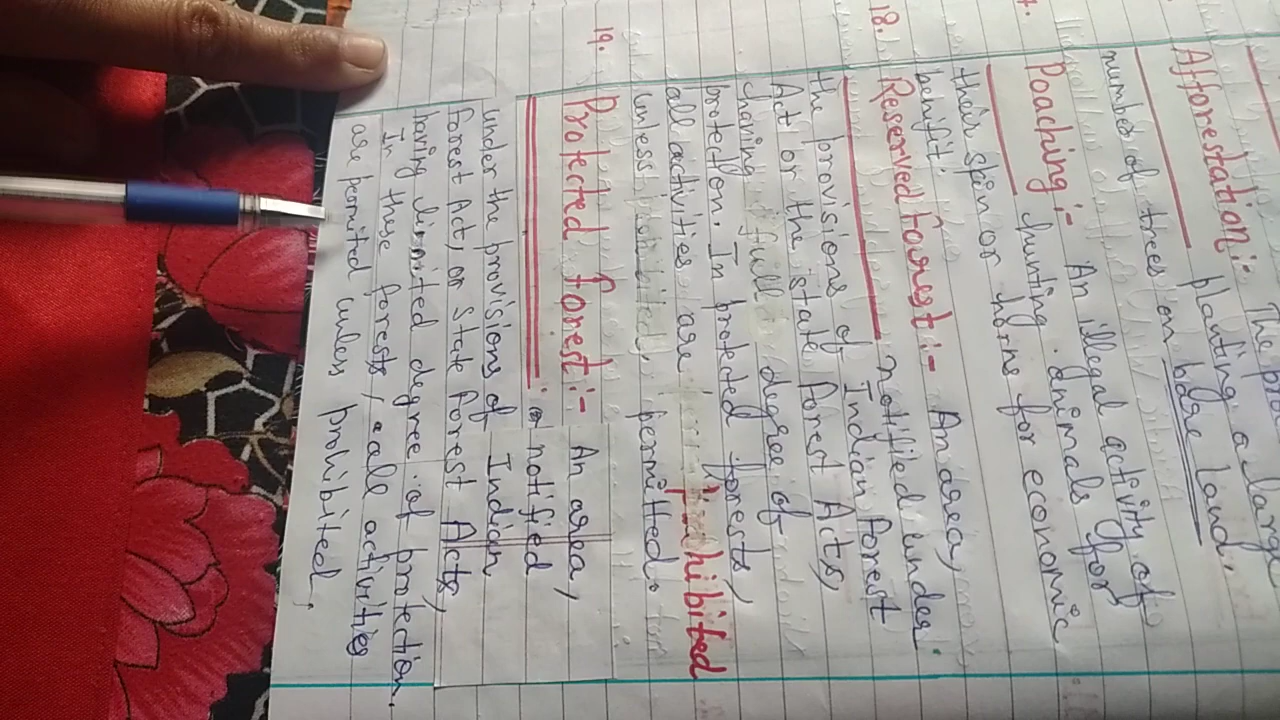 The
Afforestation :- planting a large
number of trees on bare land.
Poaching :- An illegal activity of
hunting animals for
their skin or horns for economic
benifit.
18. Reserved forest :- An area,
notified under
the provisions of Indian Forest
Act or the state forest Acts,
having full degree of
protection. In protected forests,
all activities are prohibited
unless permitted.
19. Protected forest :- An area,
notified
under the provisions of Indian
forest Act, or State forest Acts,
having limited degree of protection.
In these forests, all activities
are permited unless prohibited.